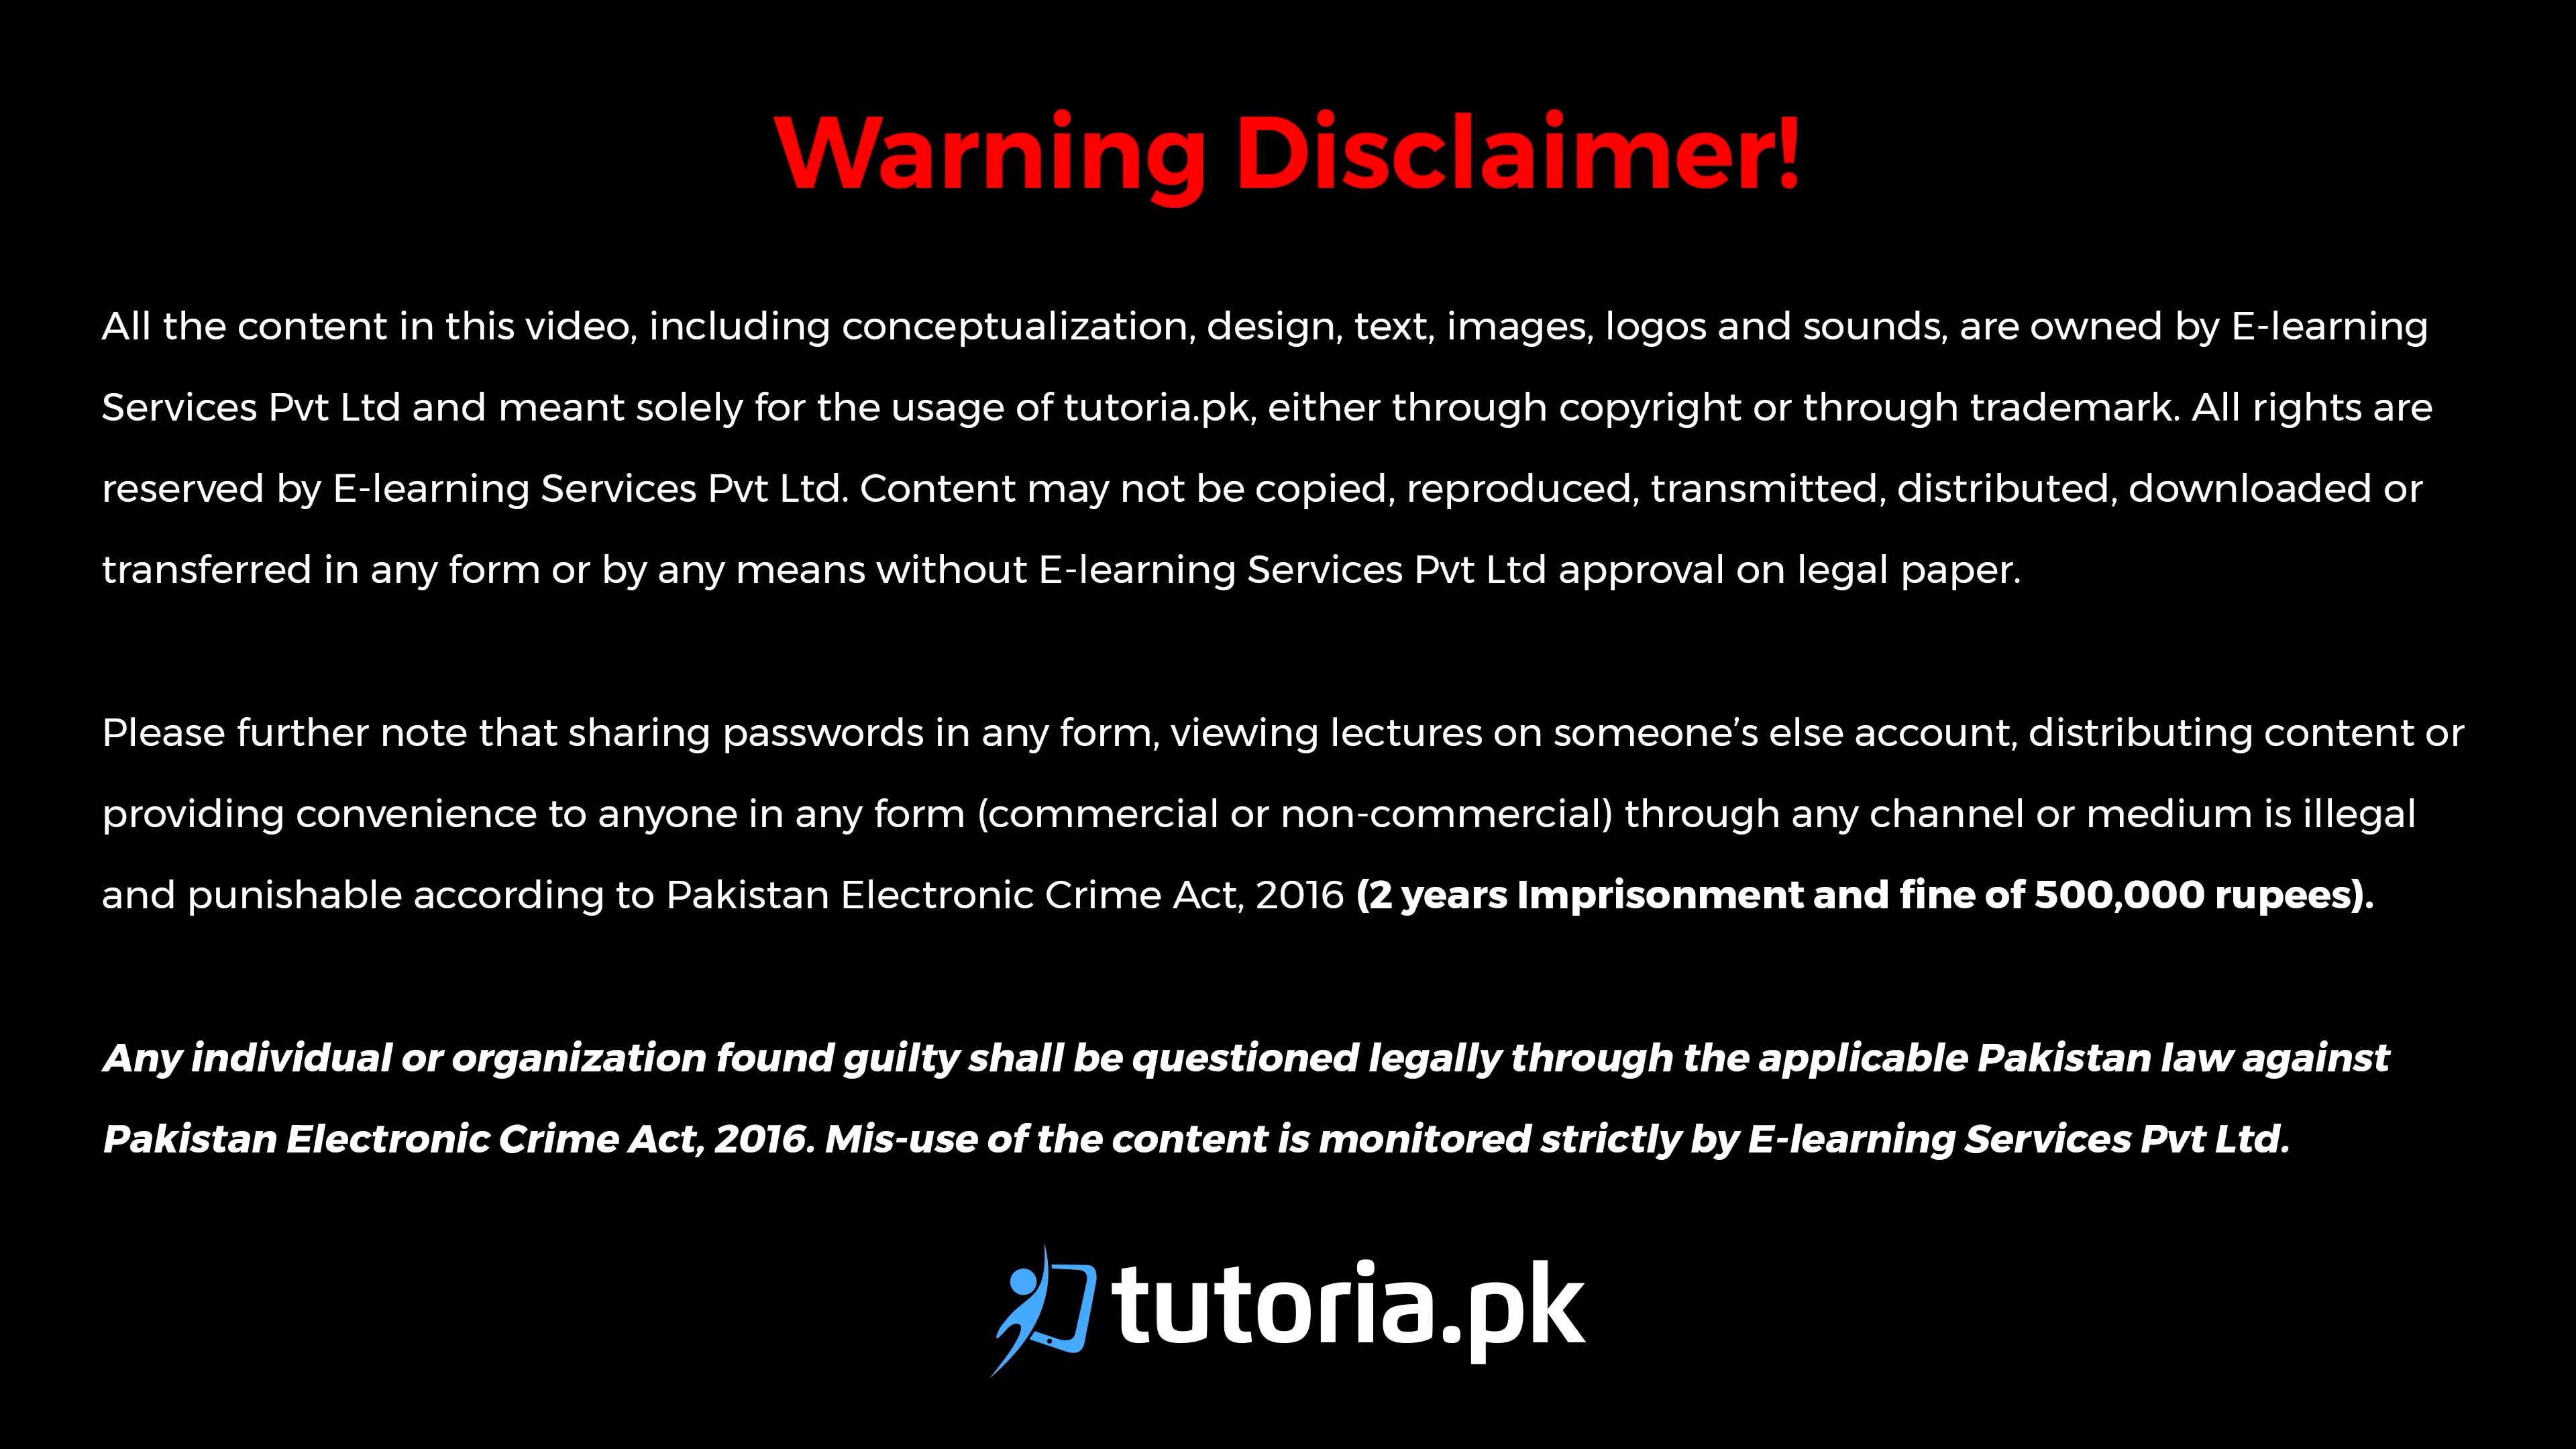 Warning Disclaimer!
All the content in this video, including conceptualization, design, text, images, logos and sounds, are owned by E-learning
Services Pvt Ltd and meant solely for the usage of tutoria.pk, either through copyright or through trademark. All rights are
reserved by E-learning Services Pvt Ltd. Content may not be copied, reproduced, transmitted, distributed, downloaded or
transferred in any form or by any means without E-learning Services Pvt Ltd approval on legal paper.
Please further note that sharing passwords in any form, viewing lectures on someone’s else account, distributing content or
providing convenience to anyone in any form (commercial or non-commercial) through any channel or medium is illegal
and punishable according to Pakistan Electronic Crime Act, 2016 (2 years Imprisonment and fine of 500,000 rupees).
Any individual or organization found guilty shall be questioned legally through the applicable Pakistan law against
Pakistan Electronic Crime Act, 2016. Mis-use of the content is monitored strictly by E-learning Services Pvt Ltd.
tutoria.pk